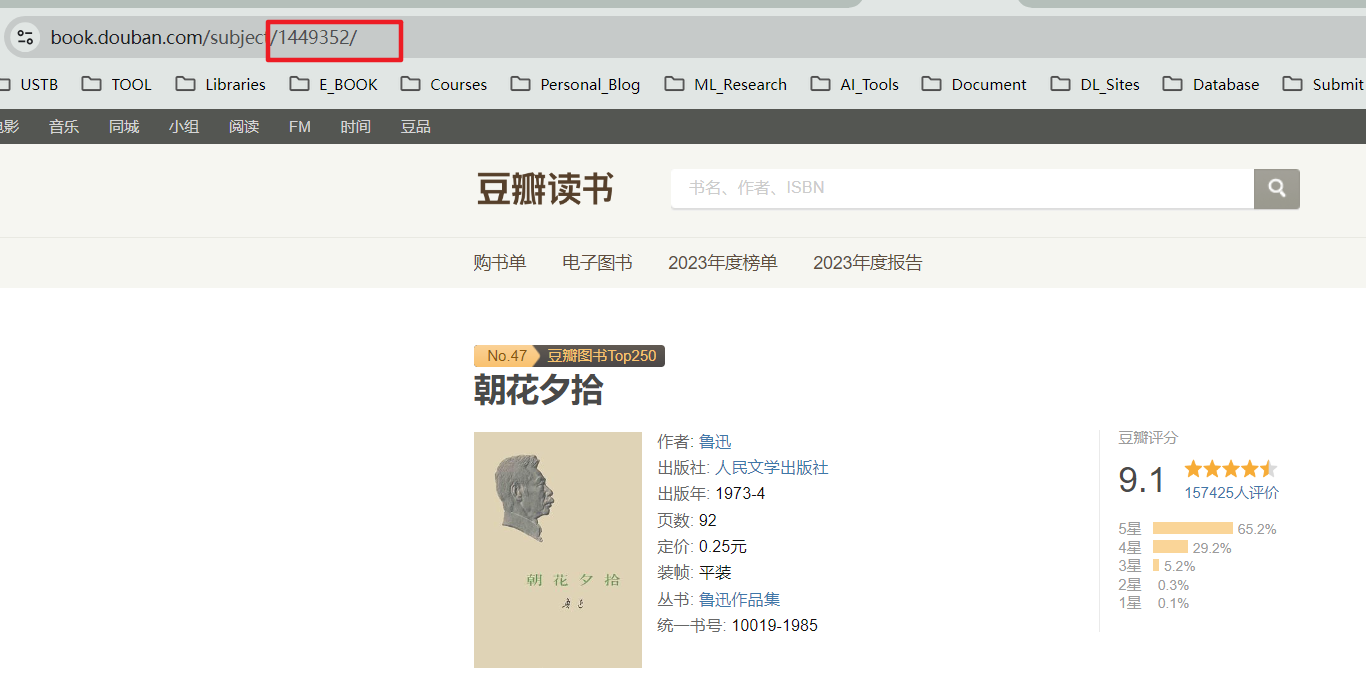 book.douban.com/subject/1449352/
USTB TOOL Libraries E_BOOK Courses Personal_Blog ML_Research AI_Tools Document DL_Sites Database Submit
电影 音乐 同城 小组 阅读 FM 时间 豆品
豆瓣读书 书名、作者、ISBN
购书单 电子图书 2023年度榜单 2023年度报告
No.47 豆瓣图书Top250
朝花夕拾
作者: 鲁迅
出版社: 人民文学出版社
出版年: 1973-4
页数: 92
定价: 0.25元
装帧: 平装
丛书: 鲁迅作品集
统一书号: 10019-1985
朝花夕拾
鲁迅
豆瓣评分
9.1
157425人评价
5星 65.2%
4星 29.2%
3星 5.2%
2星 0.3%
1星 0.1%